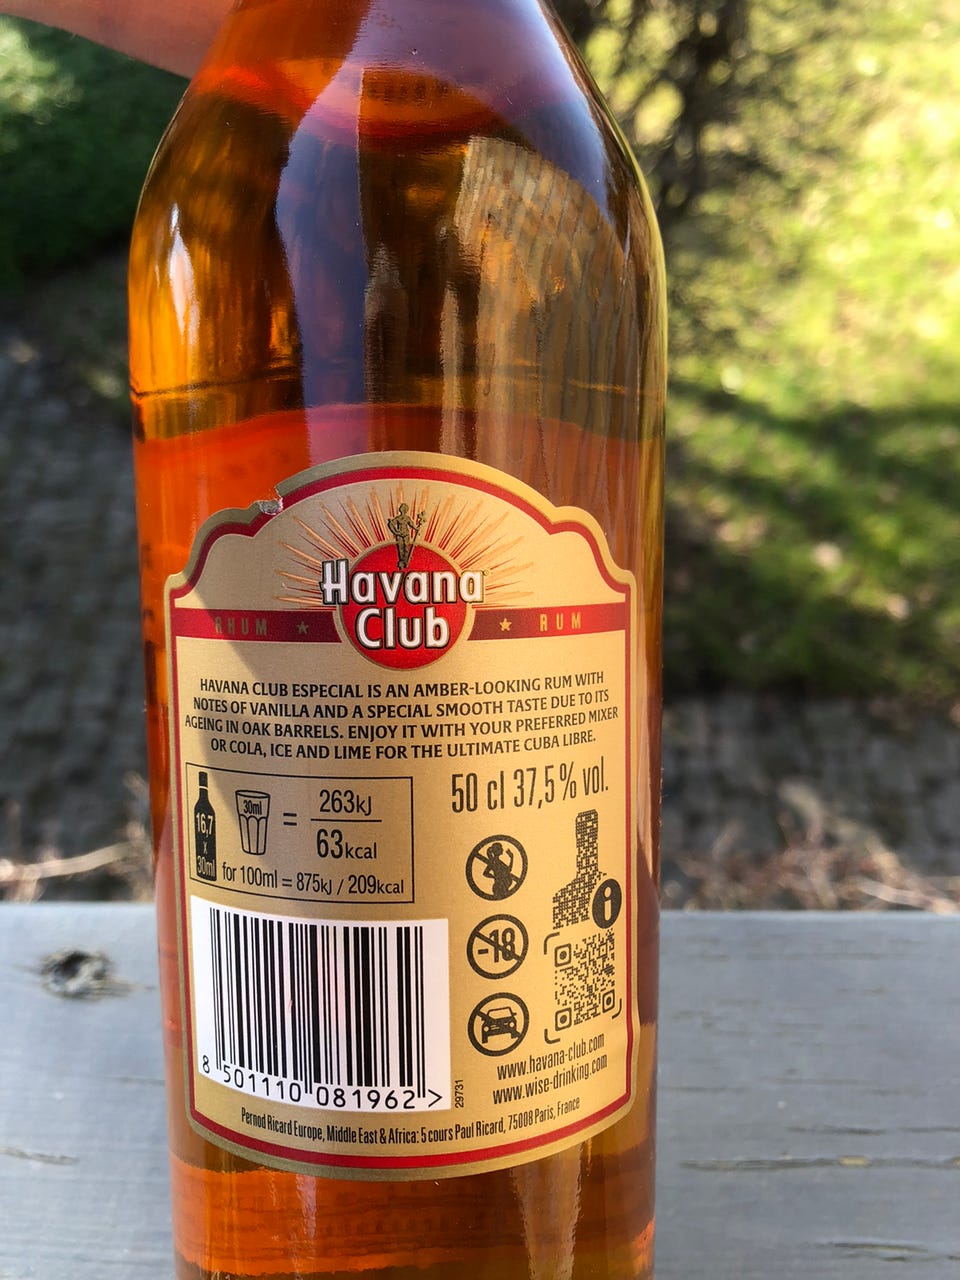 Havana
Club
RHUM ★ ★ RUM
HAVANA CLUB ESPECIAL IS AN AMBER-LOOKING RUM WITH
NOTES OF VANILLA AND A SPECIAL SMOOTH TASTE DUE TO ITS
AGEING IN OAK BARRELS. ENJOY IT WITH YOUR PREFERRED MIXER
OR COLA, ICE AND LIME FOR THE ULTIMATE CUBA LIBRE.
50 cl 37,5% vol.
16,7
x
30ml
30ml
=
263kJ
63kcal
for 100ml = 875kJ / 209kcal
-18
i
8 501110 081962 >
29731
www.havana-club.com
www.wise-drinking.com
Pernod Ricard Europe, Middle East & Africa: 5 cours Paul Ricard, 75008 Paris, France